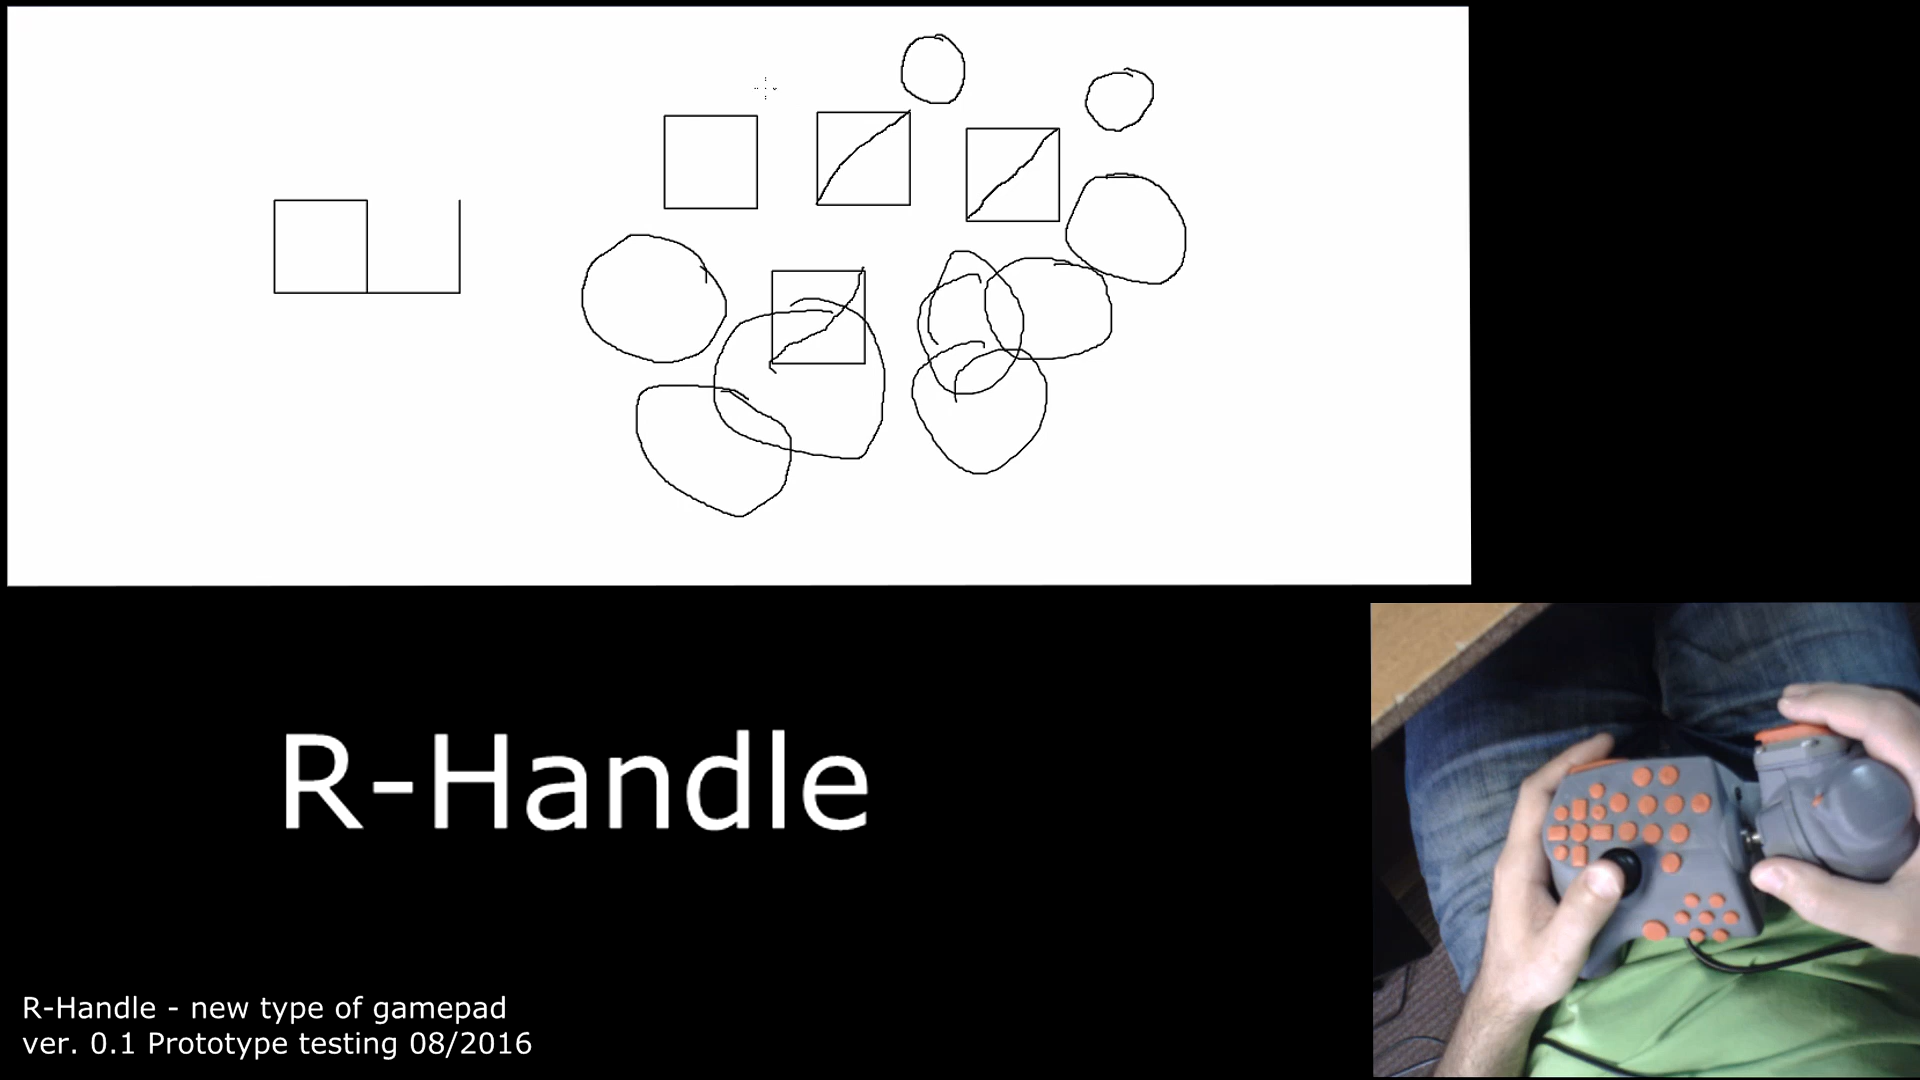 R-Handle
R-Handle - new type of gamepad
ver. 0.1 Prototype testing 08/2016